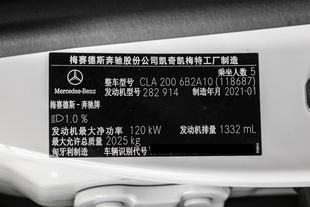 梅赛德斯奔驰股份公司凯奇凯梅特工厂制造
乘坐人数 5
整车型号 CLA 200 6B2A10 (118687)
发动机型号 282 914 制造年月 2021-01
Mercedes-Benz
梅赛德斯-奔驰牌
1.0 %
发动机最大净功率 120 kW 发动机排量 1332 mL
最大允许总质量 2025 kg
匈牙利制造 车辆识别代号